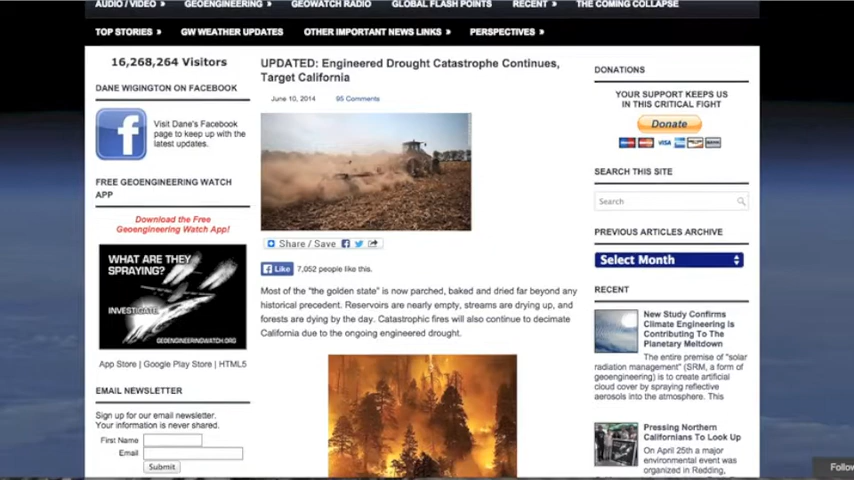 AUDIO / VIDEO »
GEOENGINEERING »
GEOWATCH RADIO
GLOBAL FLASH POINTS
RECENT »
THE COMING COLLAPSE
TOP STORIES »
GW WEATHER UPDATES
OTHER IMPORTANT NEWS LINKS »
PERSPECTIVES »
16,268,264 Visitors
DANE WIGINGTON ON FACEBOOK
f
Visit Dane's Facebook
page to keep up with the
latest updates.
FREE GEOENGINEERING WATCH
APP
Download the Free
Geoengineering Watch App!
WHAT ARE THEY
SPRAYING?
INVESTIGATE
GEOENGINEERINGWATCH.ORG
App Store | Google Play Store | HTML5
EMAIL NEWSLETTER
Sign up for our email newsletter.
Your information is never shared.
First Name
Email
Submit
UPDATED: Engineered Drought Catastrophe Continues,
Target California
June 10, 2014
95 Comments
Share / Save
Like
7,052 people like this.
Most of the "the golden state" is now parched, baked and dried far beyond any
historical precedent. Reservoirs are nearly empty, streams are drying up, and
forests are dying by the day. Catastrophic fires will also continue to decimate
California due to the ongoing engineered drought.
DONATIONS
YOUR SUPPORT KEEPS US
IN THIS CRITICAL FIGHT
Donate
VISA
SEARCH THIS SITE
Search
PREVIOUS ARTICLES ARCHIVE
Select Month
RECENT
New Study Confirms
Climate Engineering Is
Contributing To The
Planetary Meltdown
The entire premise of "solar
radiation management" (SRM, a form of
geoengineering) is to create artificial
cloud cover by spraying reflective
aerosols into the atmosphere. This
Pressing Northern
Californians To Look Up
On April 25th a major
environmental event was
organized in Redding,
Follow